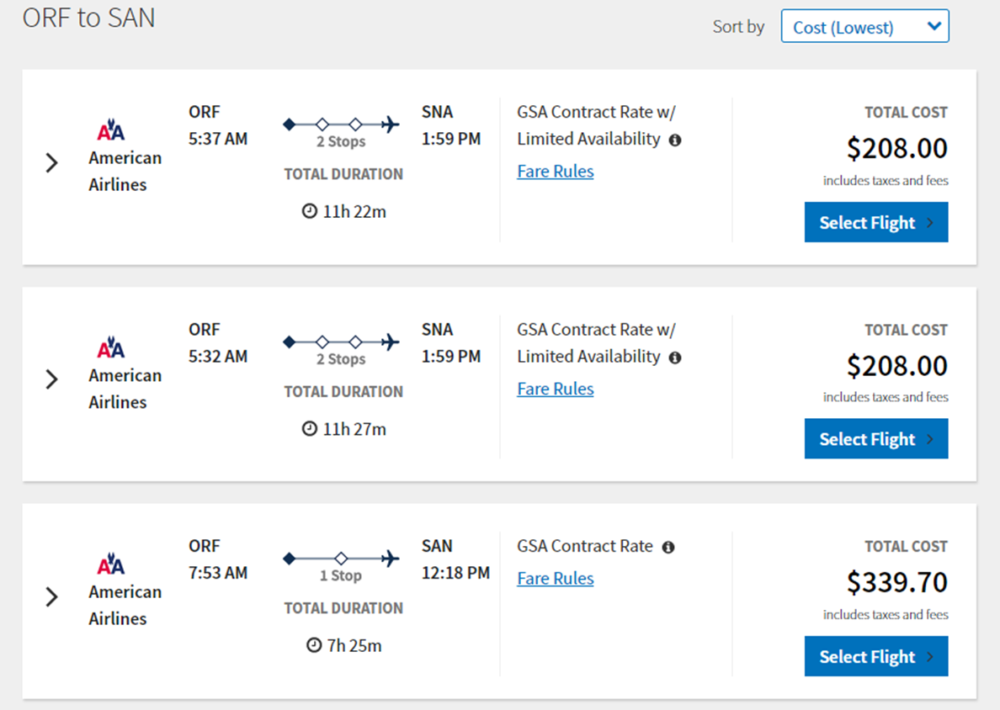 ORF to SAN
Sort by
Cost (Lowest)
AA
American
Airlines
ORF
5:37 AM
2 Stops
TOTAL DURATION
11h 22m
SNA
1:59 PM
GSA Contract Rate w/
Limited Availability
Fare Rules
TOTAL COST
$208.00
includes taxes and fees
Select Flight
AA
American
Airlines
ORF
5:32 AM
2 Stops
TOTAL DURATION
11h 27m
SNA
1:59 PM
GSA Contract Rate w/
Limited Availability
Fare Rules
TOTAL COST
$208.00
includes taxes and fees
Select Flight
AA
American
Airlines
ORF
7:53 AM
1 Stop
TOTAL DURATION
7h 25m
SAN
12:18 PM
GSA Contract Rate
Fare Rules
TOTAL COST
$339.70
includes taxes and fees
Select Flight